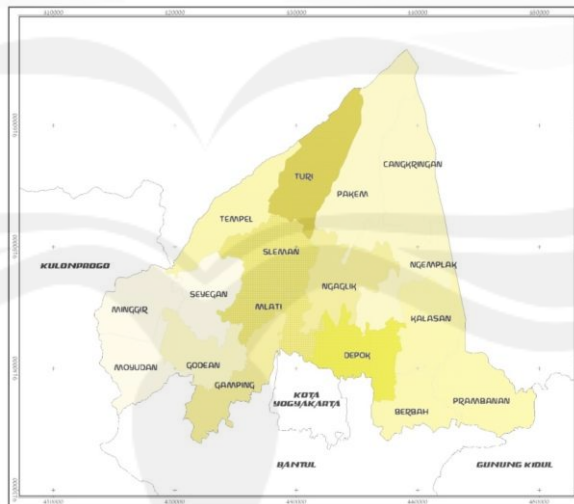 CANGKRINGAN
TURI
PAKEM
TEMPEL
SLEMAN
KULONPROGO
NGEMPLAK
SEYEGAN
NGAGLIK
MINGGIR
MLATI
KALASAN
DEPOK
MOYUDAN
GODEAN
GAMPING
KOTA
YOGYAKARTA
PRAMBANAN
BERBAH
BANTUL
GUNUNG KIDUL